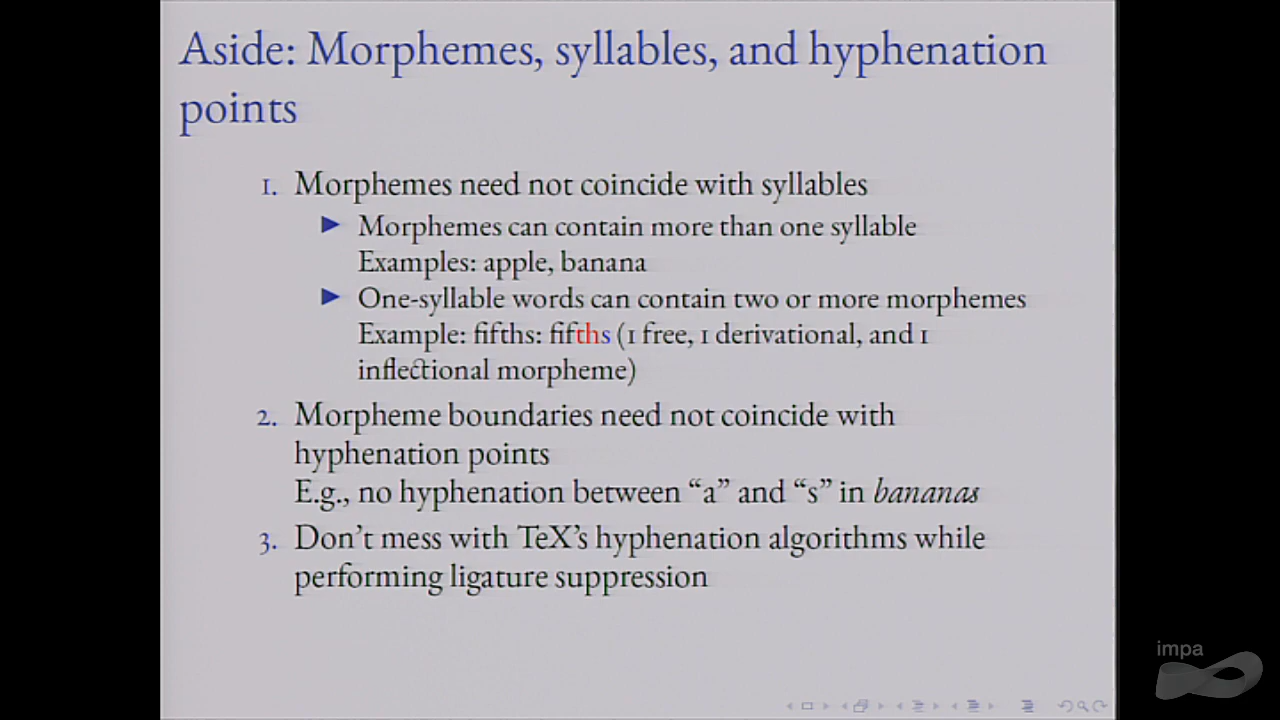 Aside: Morphemes, syllables, and hyphenation
points
1. Morphemes need not coincide with syllables
▶ Morphemes can contain more than one syllable
Examples: apple, banana
▶ One-syllable words can contain two or more morphemes
Example: fifths: fifths (1 free, 1 derivational, and 1
inflectional morpheme)
2. Morpheme boundaries need not coincide with
hyphenation points
E.g., no hyphenation between “a” and “s” in bananas
3. Don’t mess with TeX’s hyphenation algorithms while
performing ligature suppression
impa